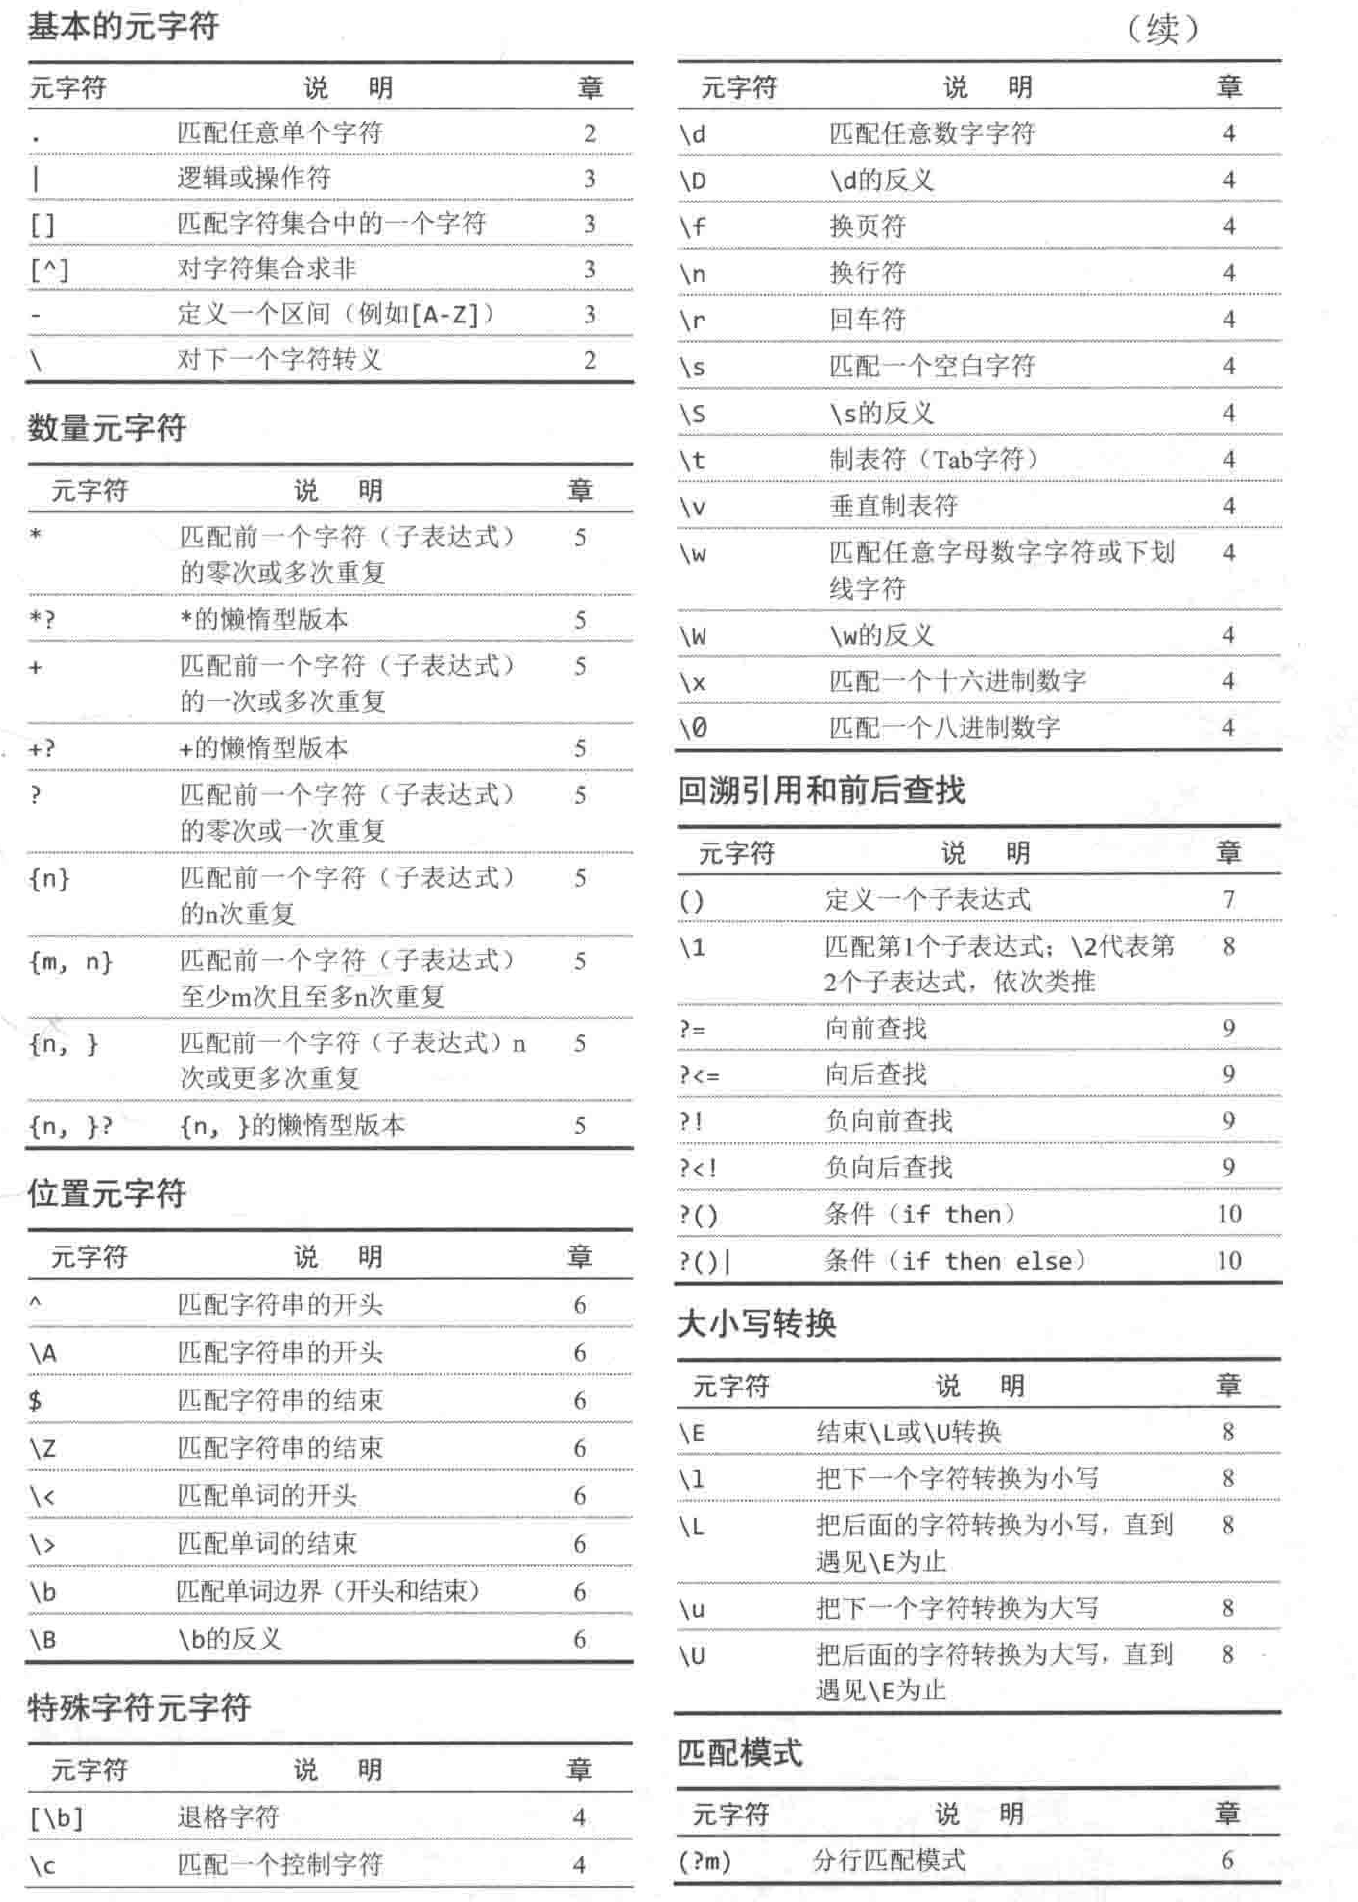 基本的元字符
元字符 说 明 章
. 匹配任意单个字符 2
| 逻辑或操作符 3
[] 匹配字符集合中的一个字符 3
[^] 对字符集合求非 3
- 定义一个区间（例如[A-Z]） 3
\ 对下一个字符转义 2
数量元字符
元字符 说 明 章
* 匹配前一个字符（子表达式） 5
的零次或多次重复
*? *的懒惰型版本 5
+ 匹配前一个字符（子表达式） 5
的一次或多次重复
+? +的懒惰型版本 5
? 匹配前一个字符（子表达式） 5
的零次或一次重复
{n} 匹配前一个字符（子表达式） 5
的n次重复
{m, n} 匹配前一个字符（子表达式） 5
至少m次且至多n次重复
{n, } 匹配前一个字符（子表达式）n 5
次或更多次重复
{n, }? {n, }的懒惰型版本 5
位置元字符
元字符 说 明 章
^ 匹配字符串的开头 6
\A 匹配字符串的开头 6
$ 匹配字符串的结束 6
\Z 匹配字符串的结束 6
\< 匹配单词的开头 6
\> 匹配单词的结束 6
\b 匹配单词边界（开头和结束） 6
\B \b的反义 6
特殊字符元字符
元字符 说 明 章
[\b] 退格字符 4
\c 匹配一个控制字符 4
（续）
元字符 说 明 章
\d 匹配任意数字字符 4
\D \d的反义 4
\f 换页符 4
\n 换行符 4
\r 回车符 4
\s 匹配一个空白字符 4
\S \s的反义 4
\t 制表符（Tab字符） 4
\v 垂直制表符 4
\w 匹配任意字母数字字符或下划 4
线字符
\W \w的反义 4
\x 匹配一个十六进制数字 4
\0 匹配一个八进制数字 4
回溯引用和前后查找
元字符 说 明 章
() 定义一个子表达式 7
\1 匹配第1个子表达式；\2代表第 8
2个子表达式，依次类推
?= 向前查找 9
?<= 向后查找 9
?! 负向前查找 9
?<! 负向后查找 9
?() 条件（if then） 10
?()| 条件（if then else） 10
大小写转换
元字符 说 明 章
\E 结束\L或\U转换 8
\l 把下一个字符转换为小写 8
\L 把后面的字符转换为小写，直到 8
遇见\E为止
\u 把下一个字符转换为大写 8
\U 把后面的字符转换为大写，直到 8
遇见\E为止
匹配模式
元字符 说 明 章
(?m) 分行匹配模式 6